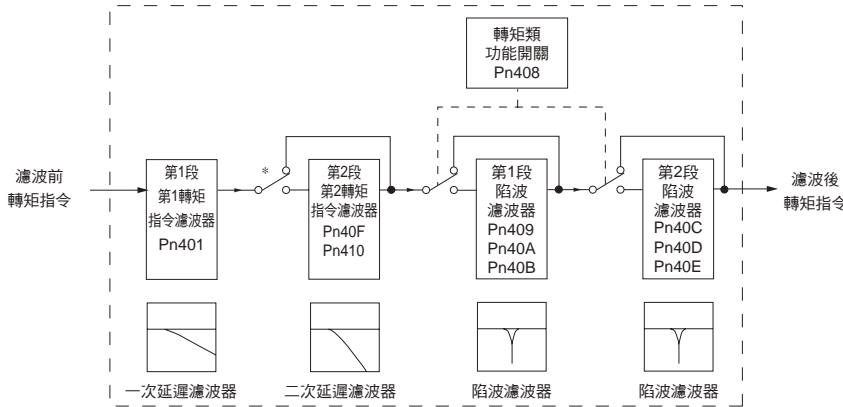 轉矩類
功能開關
Pn408
濾波前
轉矩指令
第1段
第1轉矩
指令濾波器
Pn401
*
第2段
第2轉矩
指令濾波器
Pn40F
Pn410
第1段
陷波
濾波器
Pn409
Pn40A
Pn40B
第2段
陷波
濾波器
Pn40C
Pn40D
Pn40E
濾波後
轉矩指令
一次延遲濾波器
二次延遲濾波器
陷波濾波器
陷波濾波器